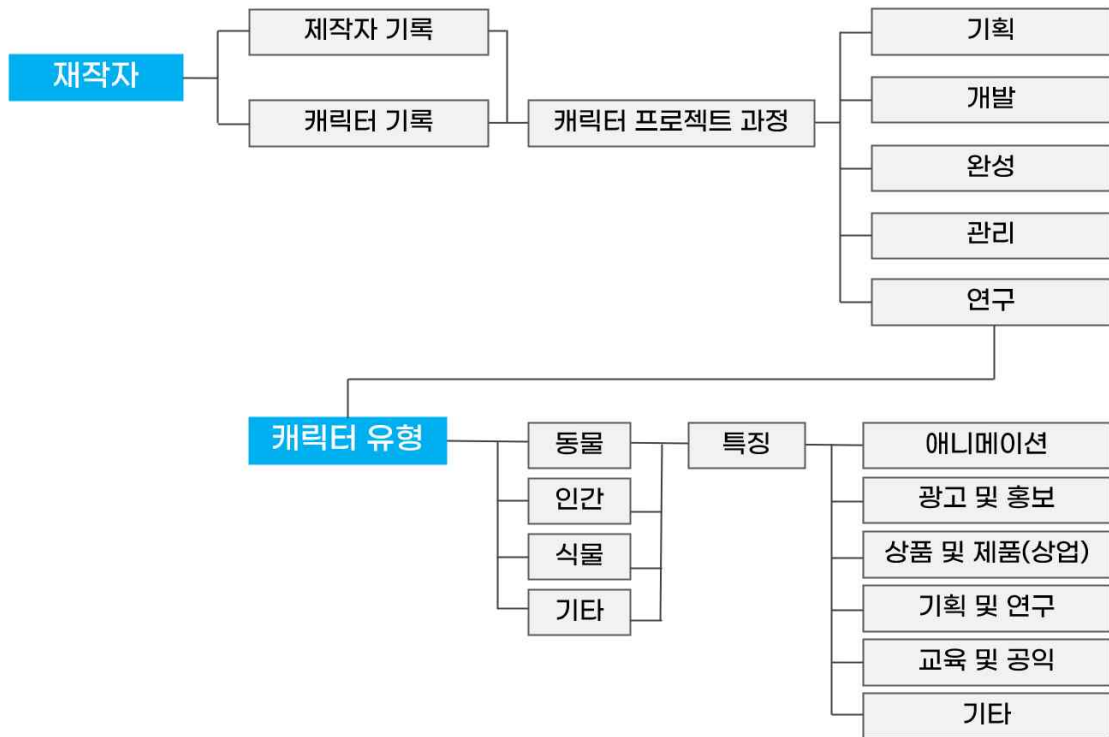 재작자
제작자 기록
캐릭터 기록
캐릭터 프로젝트 과정
기획
개발
완성
관리
연구
캐릭터 유형
동물
인간
식물
기타
특징
애니메이션
광고 및 홍보
상품 및 제품(상업)
기획 및 연구
교육 및 공익
기타